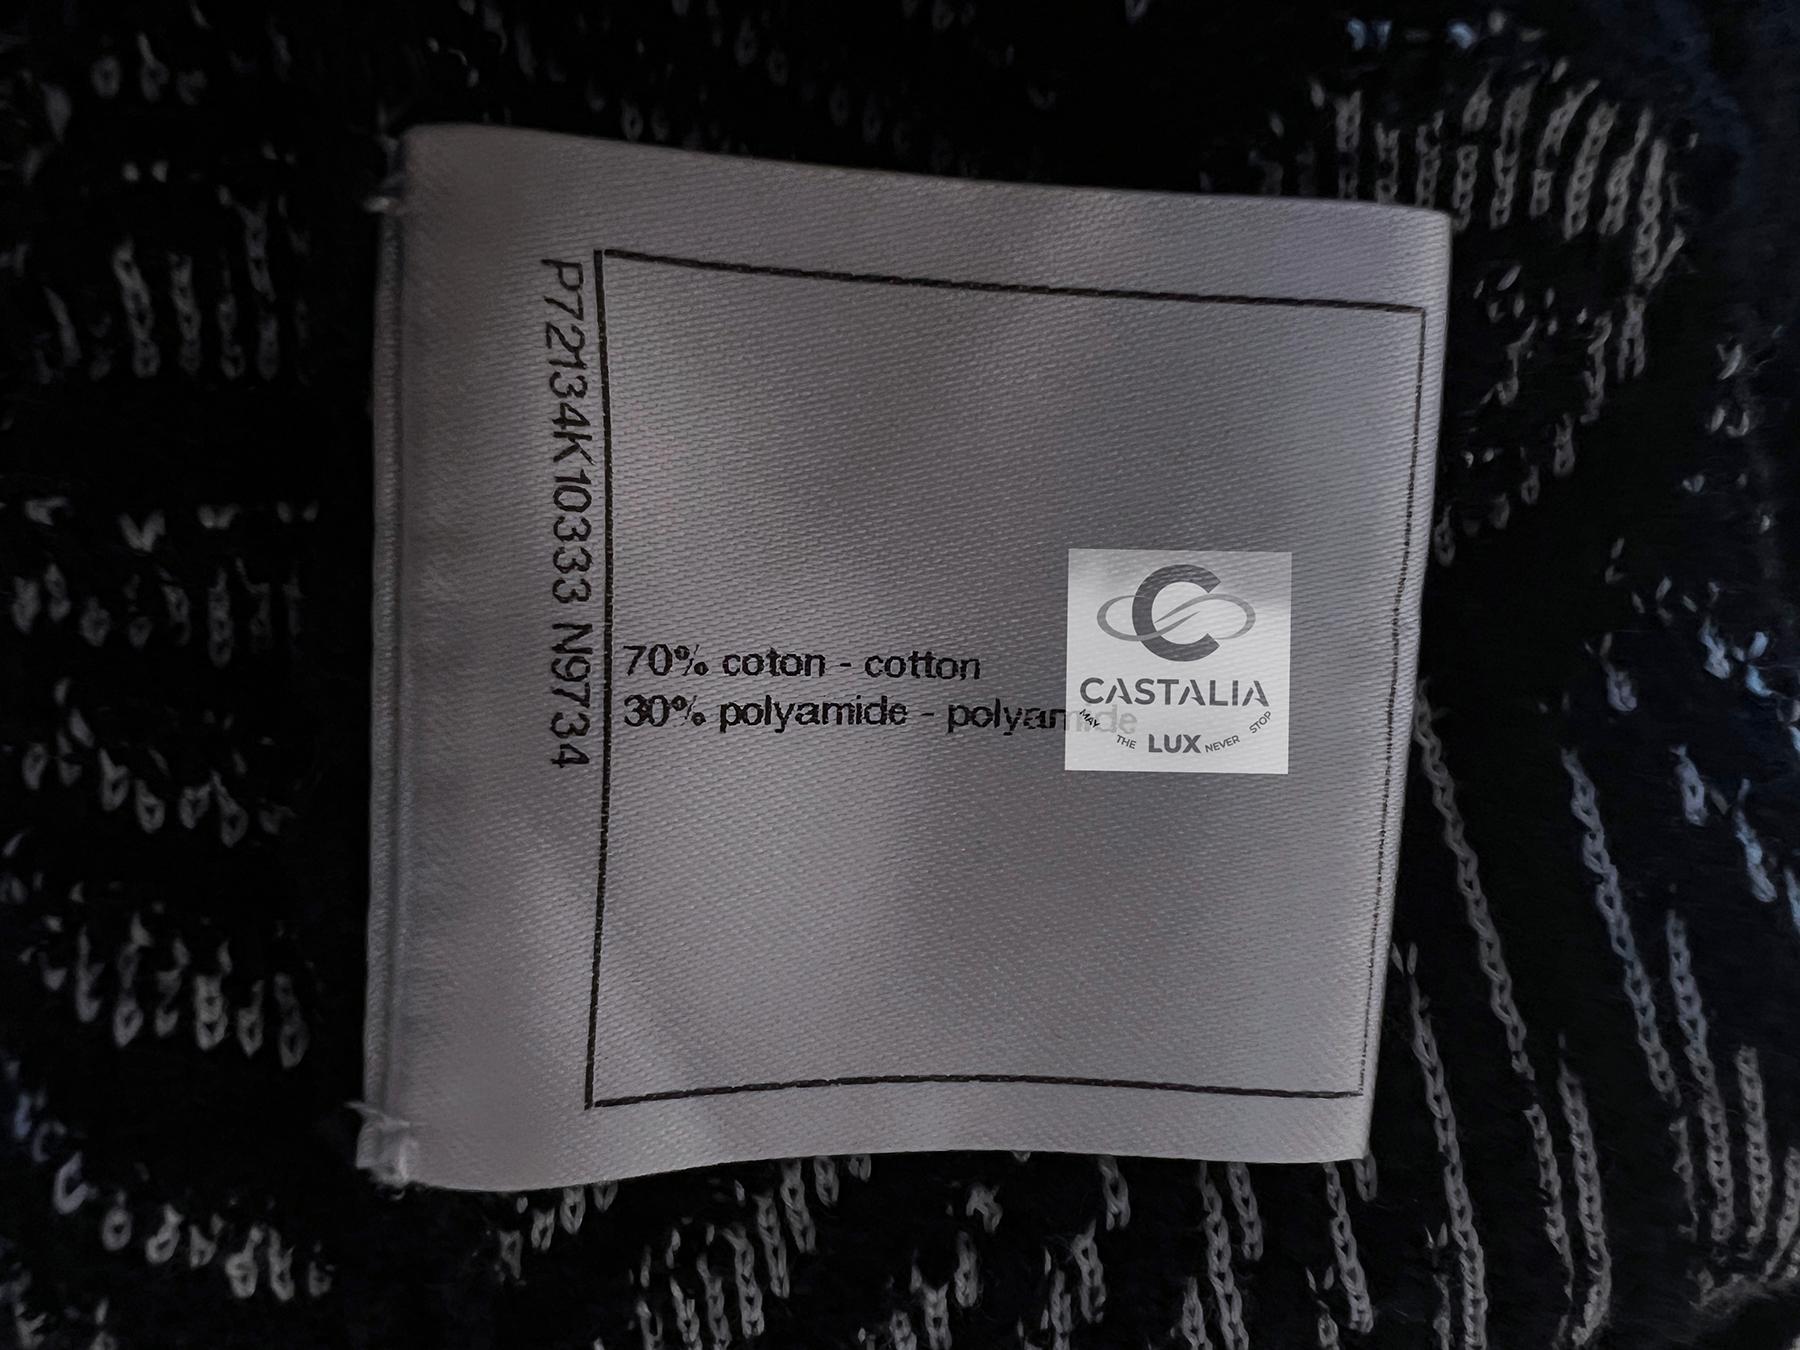 P72134K10333 N9734
70% coton - cotton
30% polyamide - polyamide
C
CASTALIA
MAY THE LUX NEVER STOP